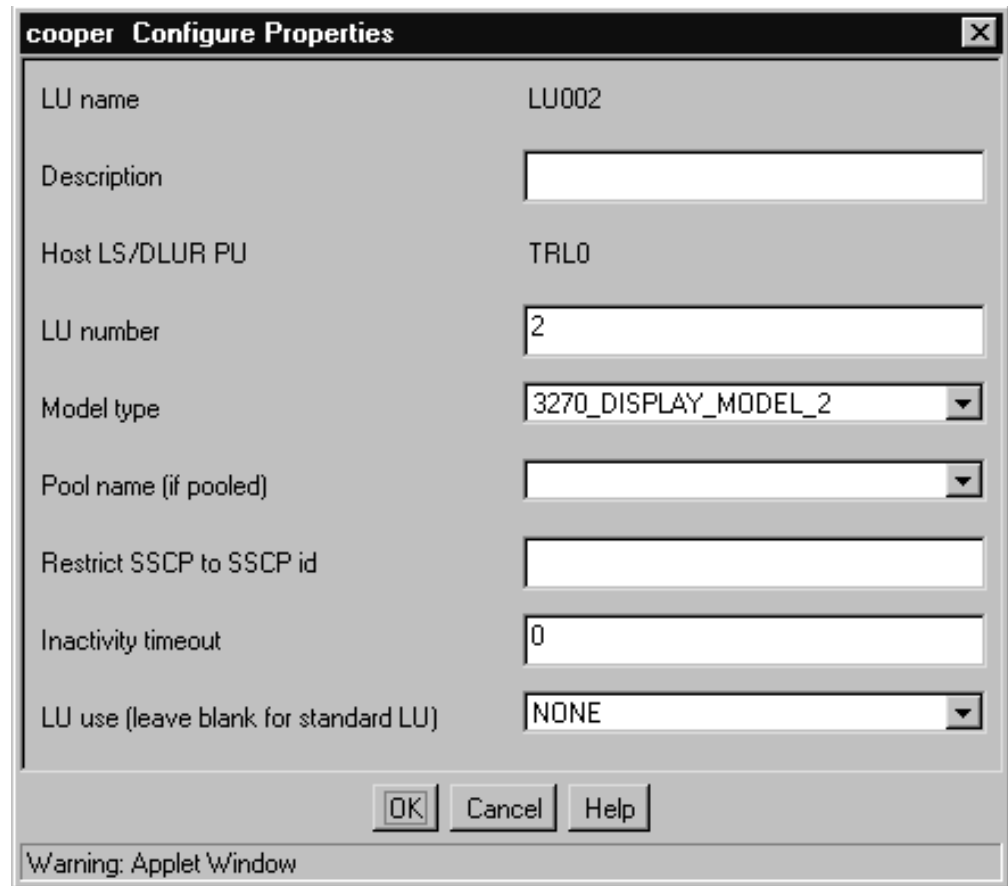 cooper Configure Properties
LU name LU002
Description
Host LS/DLUR PU TRL0
LU number 2
Model type 3270_DISPLAY_MODEL_2
Pool name (if pooled)
Restrict SSCP to SSCP id
Inactivity timeout 0
LU use (leave blank for standard LU) NONE
OK Cancel Help
Warning: Applet Window